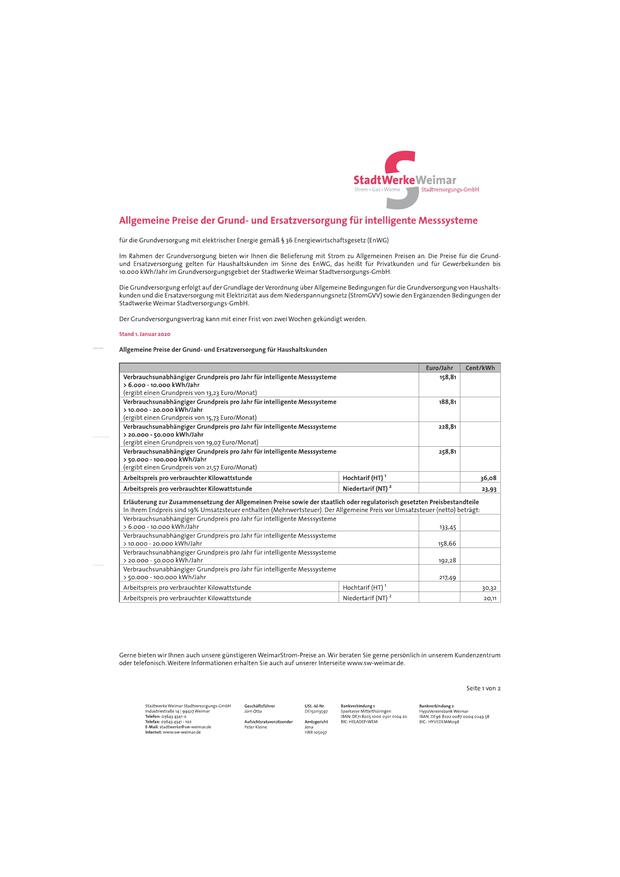 StadtWerkeWeimar
Strom • Gas • Wärme Stadtversorgungs-GmbH
Allgemeine Preise der Grund- und Ersatzversorgung für intelligente Messsysteme
für die Grundversorgung mit elektrischer Energie gemäß § 36 Energiewirtschaftsgesetz (EnWG)
Im Rahmen der Grundversorgung bieten wir Ihnen die Belieferung mit Strom zu Allgemeinen Preisen an. Die Preise für die Grund-
und Ersatzversorgung gelten für Haushaltskunden im Sinne des EnWG, das heißt für Privatkunden und für Gewerbekunden bis
10.000 kWh/Jahr im Grundversorgungsgebiet der Stadtwerke Weimar Stadtversorgungs-GmbH.
Die Grundversorgung erfolgt auf der Grundlage der Verordnung über Allgemeine Bedingungen für die Grundversorgung von Haushalts-
kunden und die Ersatzversorgung mit Elektrizität aus dem Niederspannungsnetz (StromGVV) sowie den Ergänzenden Bedingungen der
Stadtwerke Weimar Stadtversorgungs-GmbH.
Der Grundversorgungsvertrag kann mit einer Frist von zwei Wochen gekündigt werden.
Stand 1. Januar 2020
Allgemeine Preise der Grund- und Ersatzversorgung für Haushaltskunden
Euro/Jahr Cent/kWh
Verbrauchsunabhängiger Grundpreis pro Jahr für intelligente Messsysteme 158,81
> 6.000 - 10.000 kWh/Jahr
(ergibt einen Grundpreis von 13,23 Euro/Monat)
Verbrauchsunabhängiger Grundpreis pro Jahr für intelligente Messsysteme 188,81
> 10.000 - 20.000 kWh/Jahr
(ergibt einen Grundpreis von 15,73 Euro/Monat)
Verbrauchsunabhängiger Grundpreis pro Jahr für intelligente Messsysteme 228,81
> 20.000 - 50.000 kWh/Jahr
(ergibt einen Grundpreis von 19,07 Euro/Monat)
Verbrauchsunabhängiger Grundpreis pro Jahr für intelligente Messsysteme 258,81
> 50.000 - 100.000 kWh/Jahr
(ergibt einen Grundpreis von 21,57 Euro/Monat)
Arbeitspreis pro verbrauchter Kilowattstunde Hochtarif (HT) ¹ 36,08
Arbeitspreis pro verbrauchter Kilowattstunde Niedertarif (NT) ² 23,93
Erläuterung zur Zusammensetzung der Allgemeinen Preise sowie der staatlich oder regulatorisch gesetzten Preisbestandteile
In Ihrem Endpreis sind 19% Umsatzsteuer enthalten (Mehrwertsteuer). Der Allgemeine Preis vor Umsatzsteuer (netto) beträgt:
Verbrauchsunabhängiger Grundpreis pro Jahr für intelligente Messsysteme
> 6.000 - 10.000 kWh/Jahr 133,45
Verbrauchsunabhängiger Grundpreis pro Jahr für intelligente Messsysteme
> 10.000 - 20.000 kWh/Jahr 158,66
Verbrauchsunabhängiger Grundpreis pro Jahr für intelligente Messsysteme
> 20.000 - 50.000 kWh/Jahr 192,28
Verbrauchsunabhängiger Grundpreis pro Jahr für intelligente Messsysteme
> 50.000 - 100.000 kWh/Jahr 217,49
Arbeitspreis pro verbrauchter Kilowattstunde Hochtarif (HT) ¹ 30,32
Arbeitspreis pro verbrauchter Kilowattstunde Niedertarif (NT) ² 20,11
Gerne bieten wir Ihnen auch unsere günstigeren WeimarStrom-Preise an. Wir beraten Sie gerne persönlich in unserem Kundenzentrum
oder telefonisch. Weitere Informationen erhalten Sie auch auf unserer Interseite www.sw-weimar.de.
Seite 1 von 2
Stadtwerke Weimar Stadtversorgungs-GmbH
Industriestraße 14 | 99427 Weimar
Telefon: 03643 4341-0
Telefax: 03643 4341 - 102
E-Mail: stadtwerke@sw-weimar.de
Internet: www.sw-weimar.de
Geschäftsführer
Jörn Otto
Aufsichtsratsvorsitzender
Peter Kleine
USt.-Id-Nr.
Amtsgericht
Jena
HRB 105097
Bankverbindung 1
Sparkasse Mittelthüringen
BIC: HELADEF1WEM
Bankverbindung 2
HypoVereinsbank Weimar
BIC: HYVEDEMM098